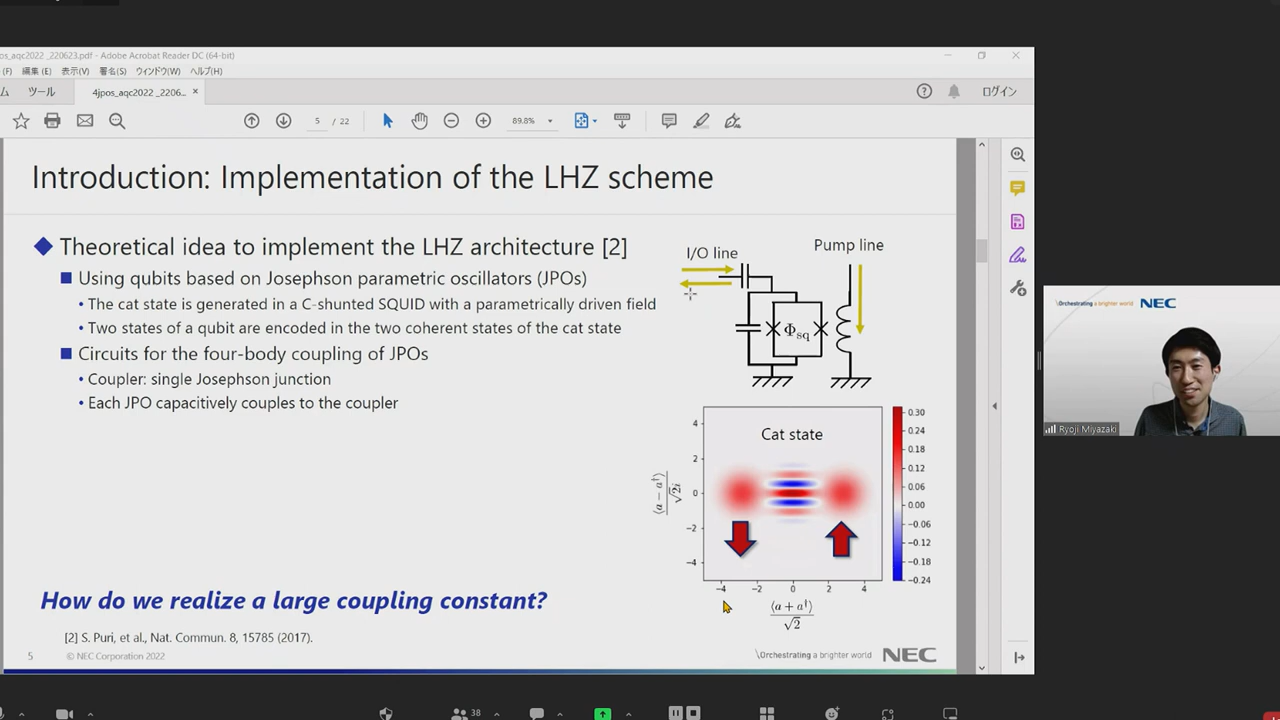 os_aqc2022 _220623.pdf - Adobe Acrobat Reader DC (64-bit)
(F) 編集 (E) 表示(V) 署名(S) ウィンドウ(W) ヘルプ(H)
ム ツール 4jpos_aqc2022 _2206... × ログイン
5 / 22 89.8%
Introduction: Implementation of the LHZ scheme
Theoretical idea to implement the LHZ architecture [2]
Using qubits based on Josephson parametric oscillators (JPOs)
• The cat state is generated in a C-shunted SQUID with a parametrically driven field
• Two states of a qubit are encoded in the two coherent states of the cat state
Circuits for the four-body coupling of JPOs
• Coupler: single Josephson junction
• Each JPO capacitively couples to the coupler
I/O line
Pump line
Φsq
Cat state
4
2
0
−2
−4
−4 −2 0 2 4
⟨a − a†⟩
√2i
⟨a + a†⟩
√2
0.30
0.24
0.18
0.12
0.06
0.00
−0.06
−0.12
−0.18
−0.24
How do we realize a large coupling constant?
[2] S. Puri, et al., Nat. Commun. 8, 15785 (2017).
5 © NEC Corporation 2022
\Orchestrating a brighter world NEC
\Orchestrating a brighter world NEC
Ryoji Miyazaki
38